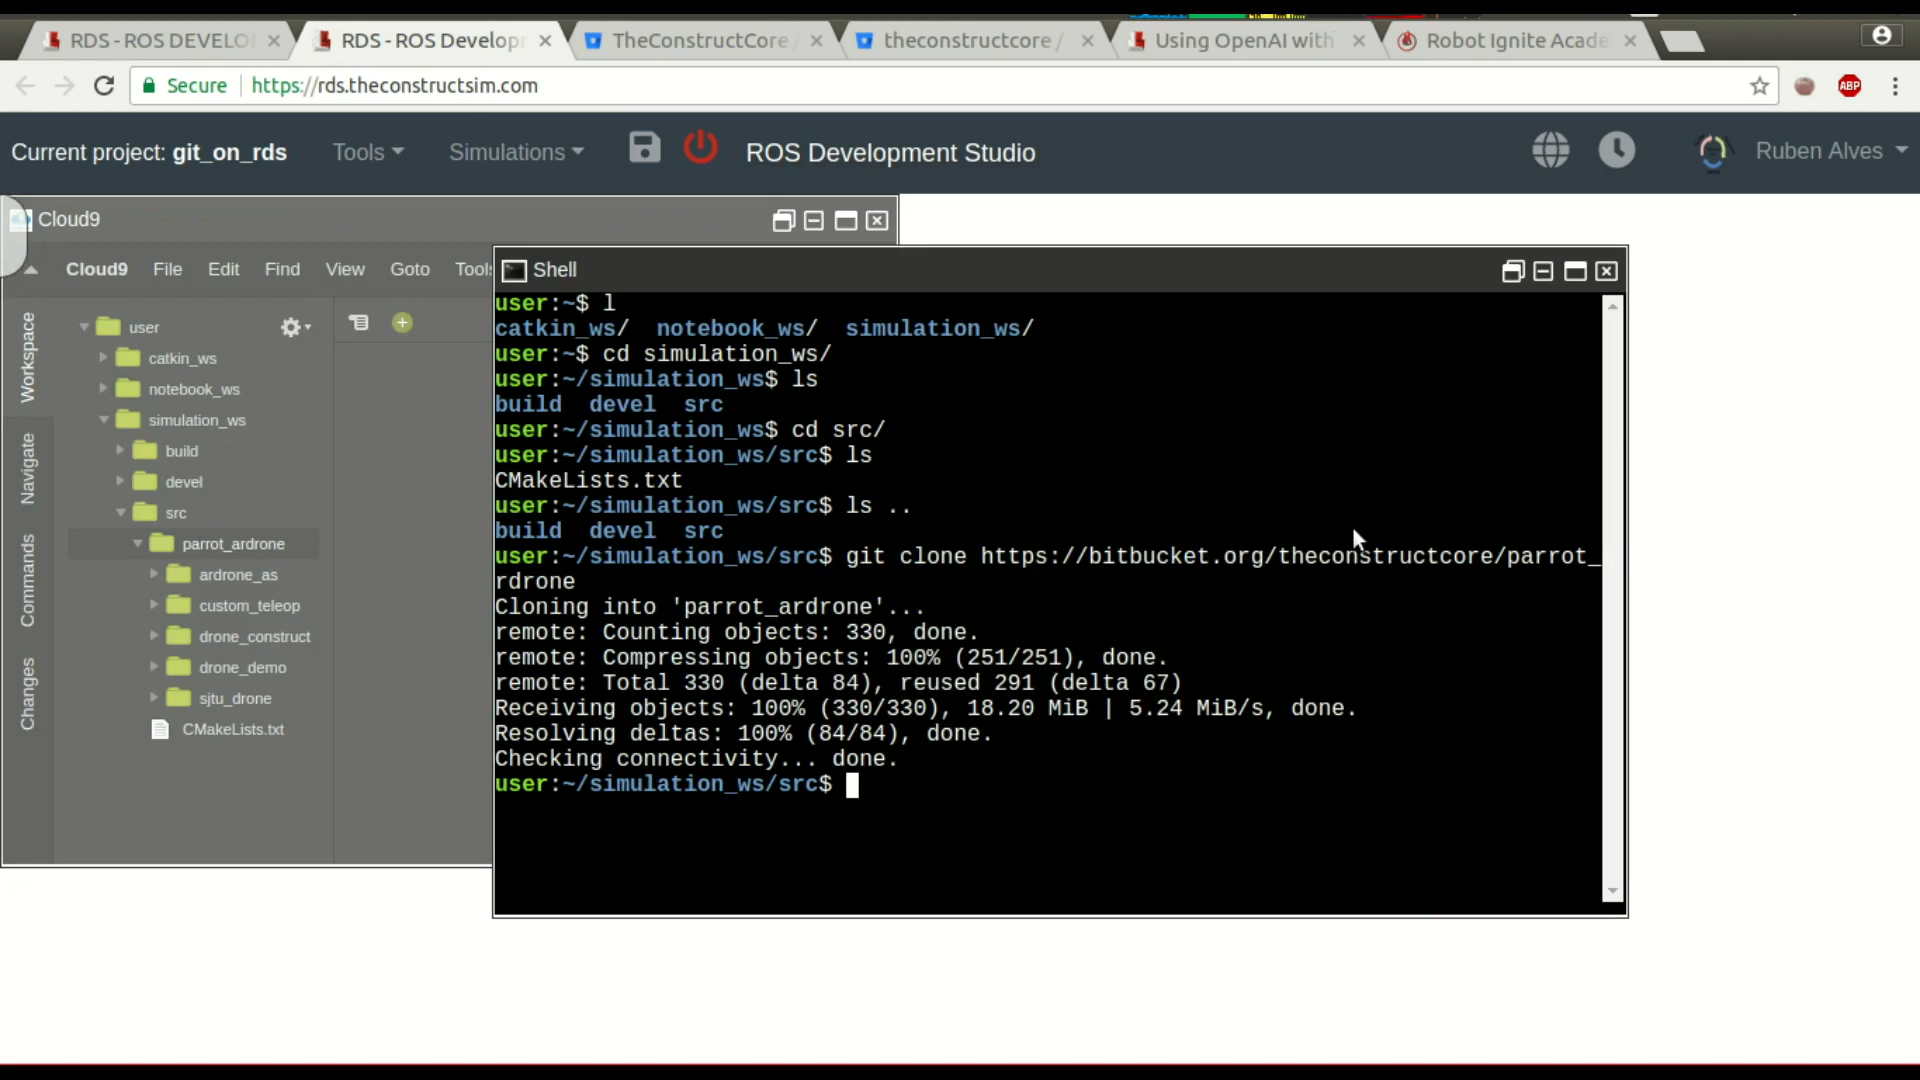 RDS - ROS DEVELO
RDS - ROS Develop
TheConstructCore
theconstructcore /
Using OpenAI with
Robot Ignite Acade
Secure
https://rds.theconstructsim.com
ABP
Current project: git_on_rds
Tools
Simulations
ROS Development Studio
Ruben Alves
Cloud9
Cloud9
File
Edit
Find
View
Goto
Tools
Workspace
Navigate
Commands
Changes
user
catkin_ws
notebook_ws
simulation_ws
build
devel
src
parrot_ardrone
ardrone_as
custom_teleop
drone_construct
drone_demo
sjtu_drone
CMakeLists.txt
Shell
user:~$ l
catkin_ws/ notebook_ws/ simulation_ws/
user:~$ cd simulation_ws/
user:~/simulation_ws$ ls
build devel src
user:~/simulation_ws$ cd src/
user:~/simulation_ws/src$ ls
CMakeLists.txt
user:~/simulation_ws/src$ ls ..
build devel src
user:~/simulation_ws/src$ git clone https://bitbucket.org/theconstructcore/parrot_
rdrone
Cloning into 'parrot_ardrone'...
remote: Counting objects: 330, done.
remote: Compressing objects: 100% (251/251), done.
remote: Total 330 (delta 84), reused 291 (delta 67)
Receiving objects: 100% (330/330), 18.20 MiB | 5.24 MiB/s, done.
Resolving deltas: 100% (84/84), done.
Checking connectivity... done.
user:~/simulation_ws/src$